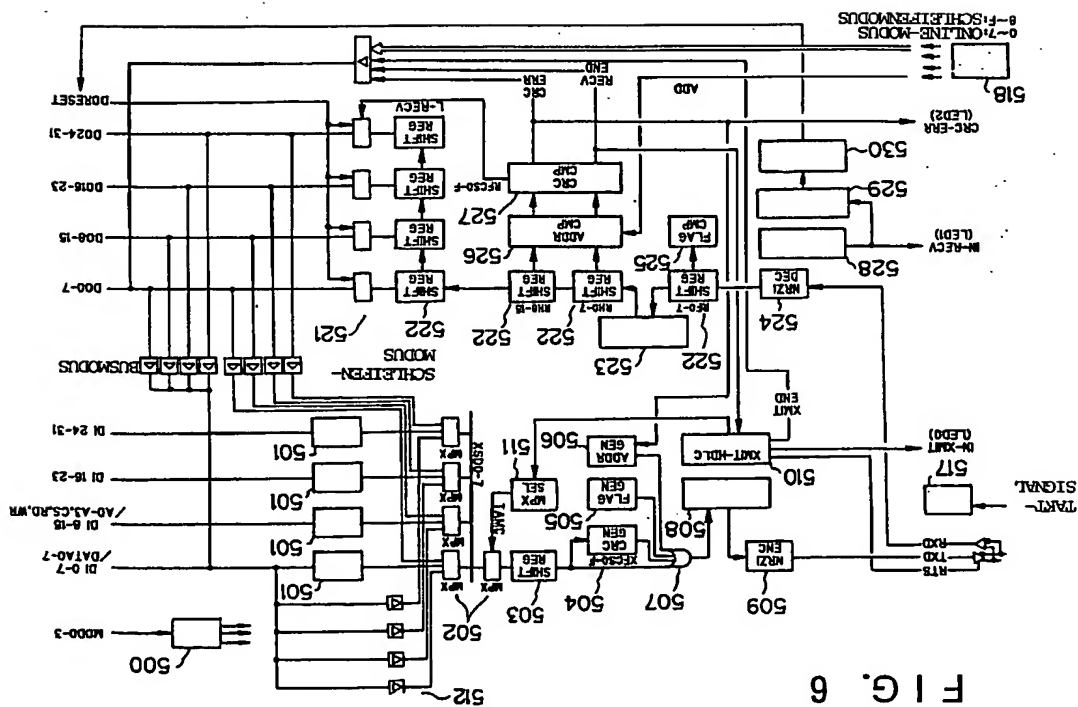 FIG. 6
512
500
MDD0-3
START-
SIGNAL
517
RTS
TXD
RXD
IN-XMIT
(LED0)
509
NRZI
ENC
508
510
XMIT-HDLC
XMIT
END
507
504
CRC
GEN
XFCS0-F
505
FLAG
GEN
506
ADDR
GEN
503
SHIFT
REG
502
MPX
MPX
MPX
MPX
MPX
TAMC
511
MPX
SEL
XSD0-7
501
501
501
501
DI 0-7
/DATA0-7
DI 8-15
/A0-A3,CS,RD,WR
DI 16-23
DI 24-31
SCHLEIFEN-
MODUS
BUSMODUS
IN-RECV
(LED1)
CRC-ERR
(LED2)
524
NRZI
DEC
528
529
530
522
SHIFT
REG
RF0-7
525
FLAG
CMP
523
522
SHIFT
REG
RH0-7
522
SHIFT
REG
RH8-15
526
ADDR
CMP
527
CRC
CMP
RFCS0-F
522
SHIFT
REG
SHIFT
REG
SHIFT
REG
SHIFT
REG
L-RECV
521
DO0-7
DO8-15
DO16-23
DO24-31
DORESET
ADD
RECV
END
CRC
ERR
518
0~7:ONLINE-MODUS
8~F:SCHLEIFENMODUS